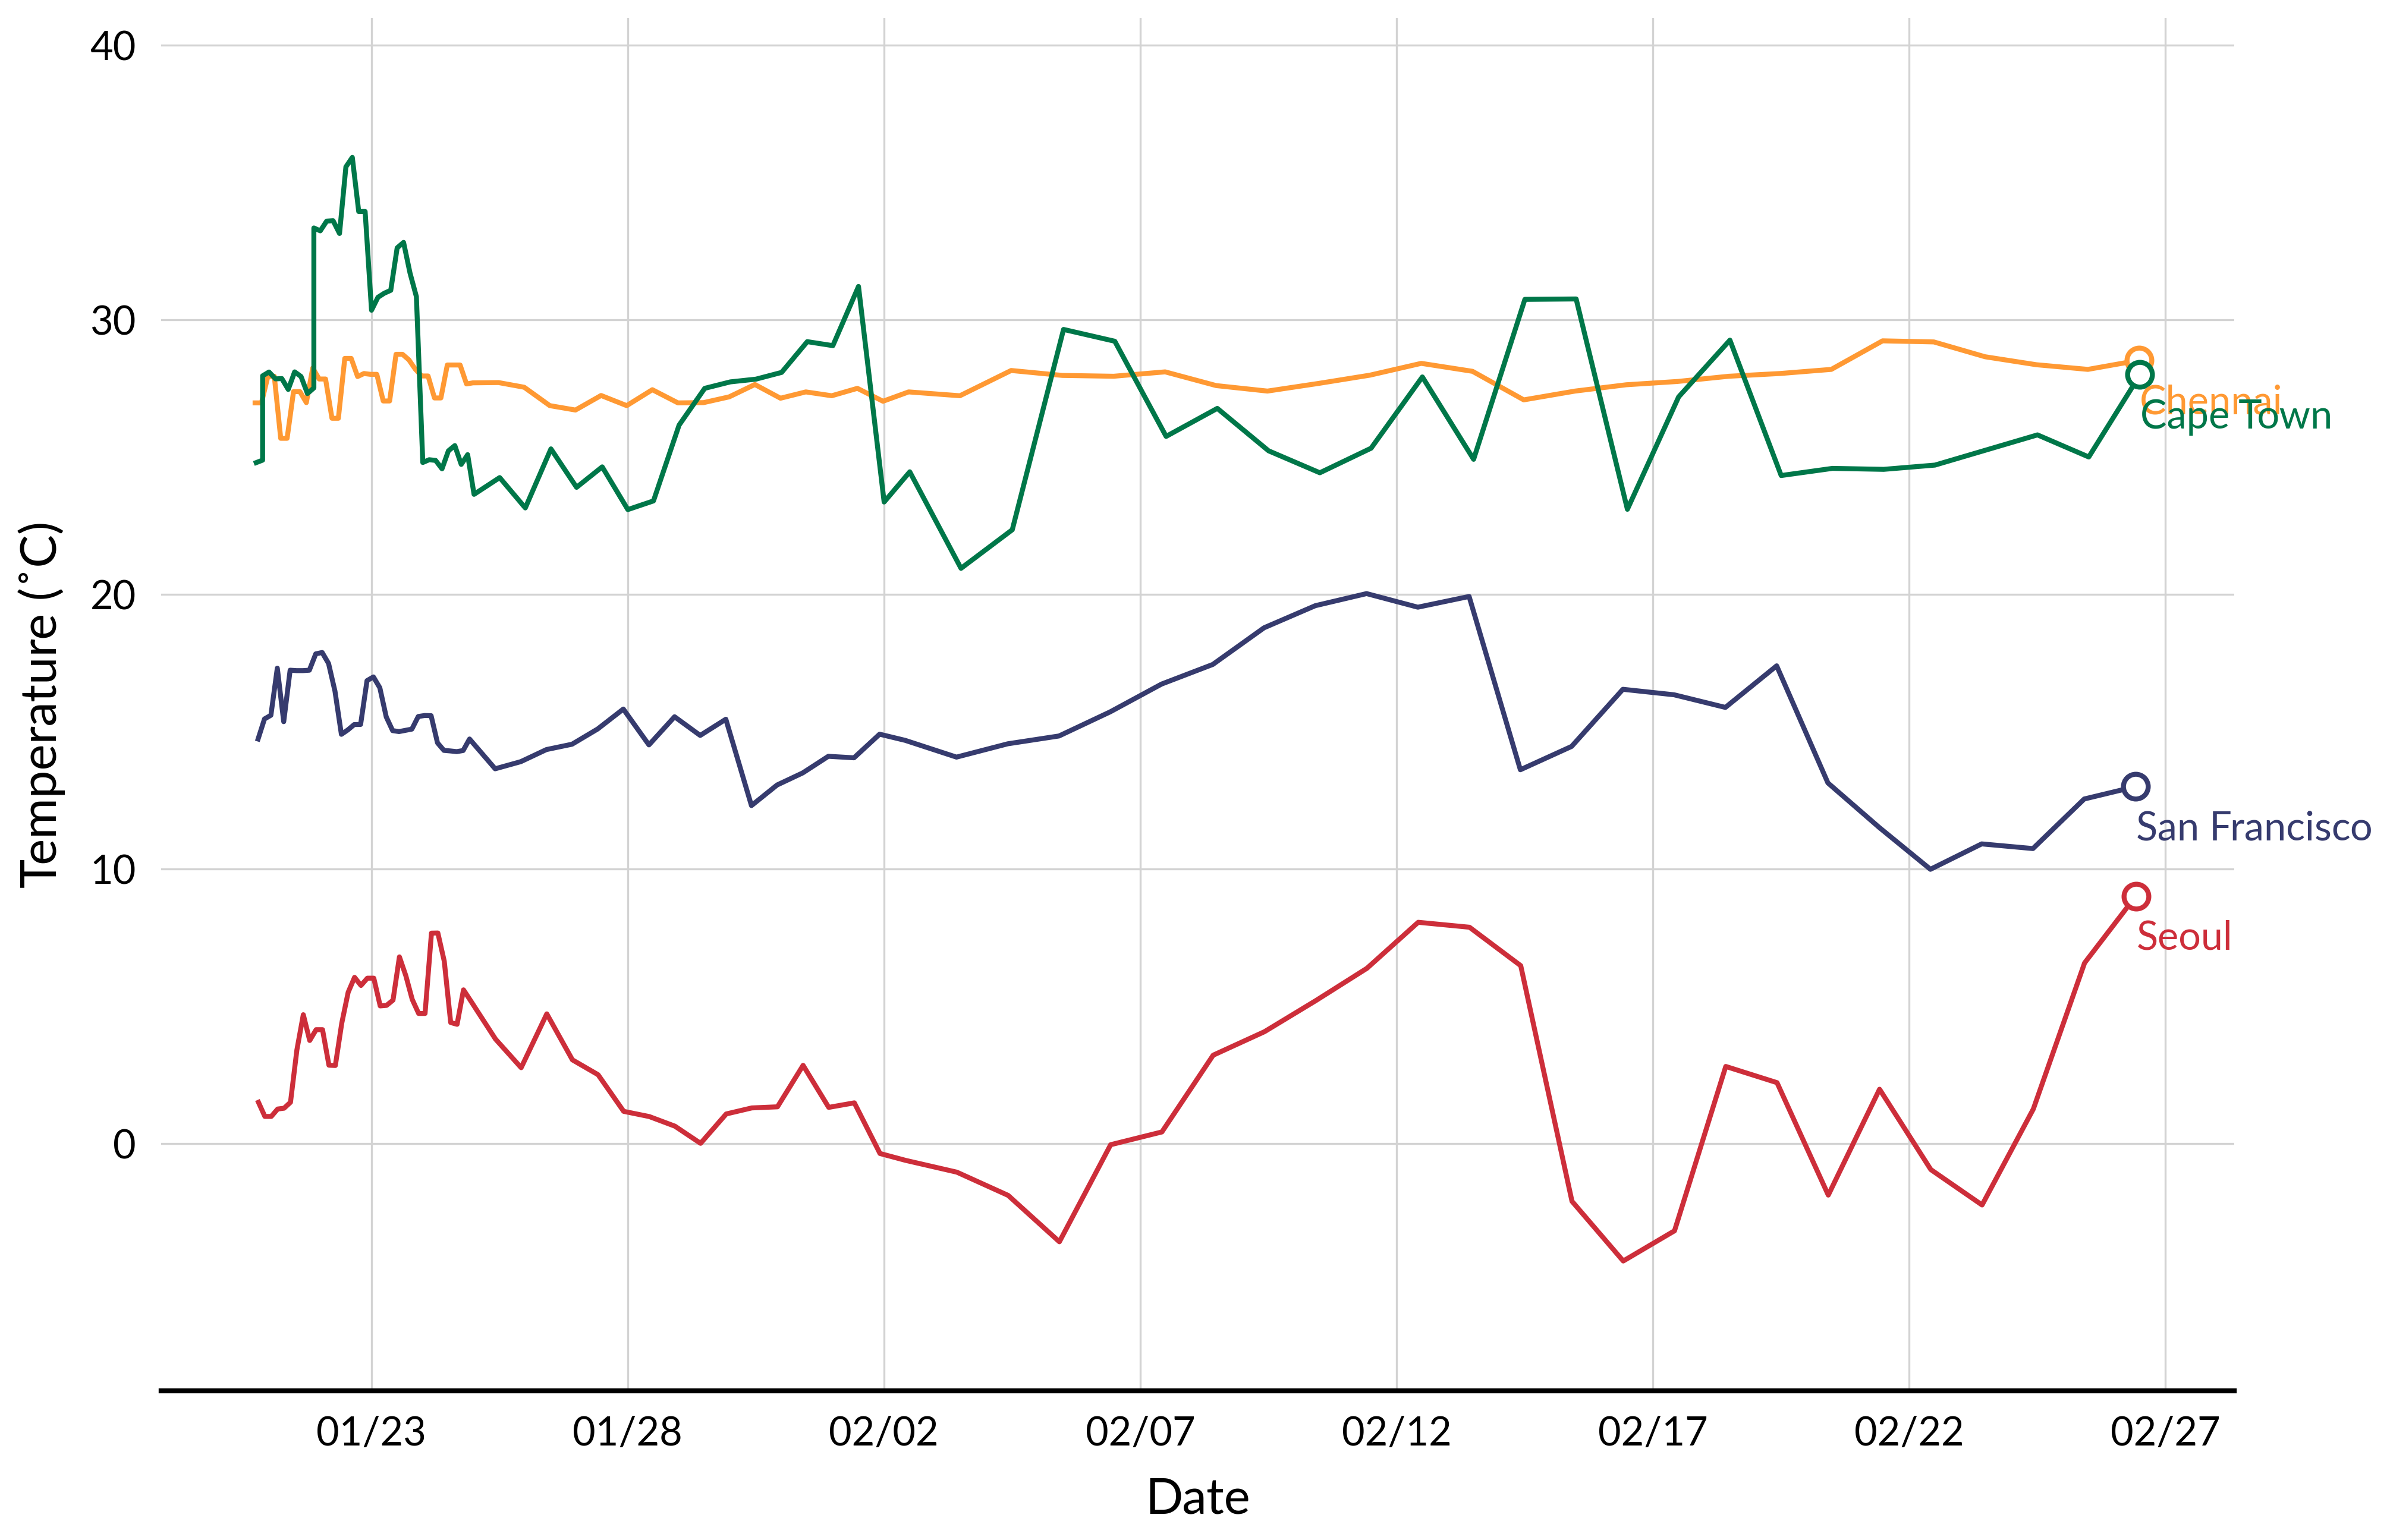 40
30
20
10
0
Temperature (°C)
Chennai
Cape Town
San Francisco
Seoul
01/23 01/28 02/02 02/07 02/12 02/17 02/22 02/27
Date